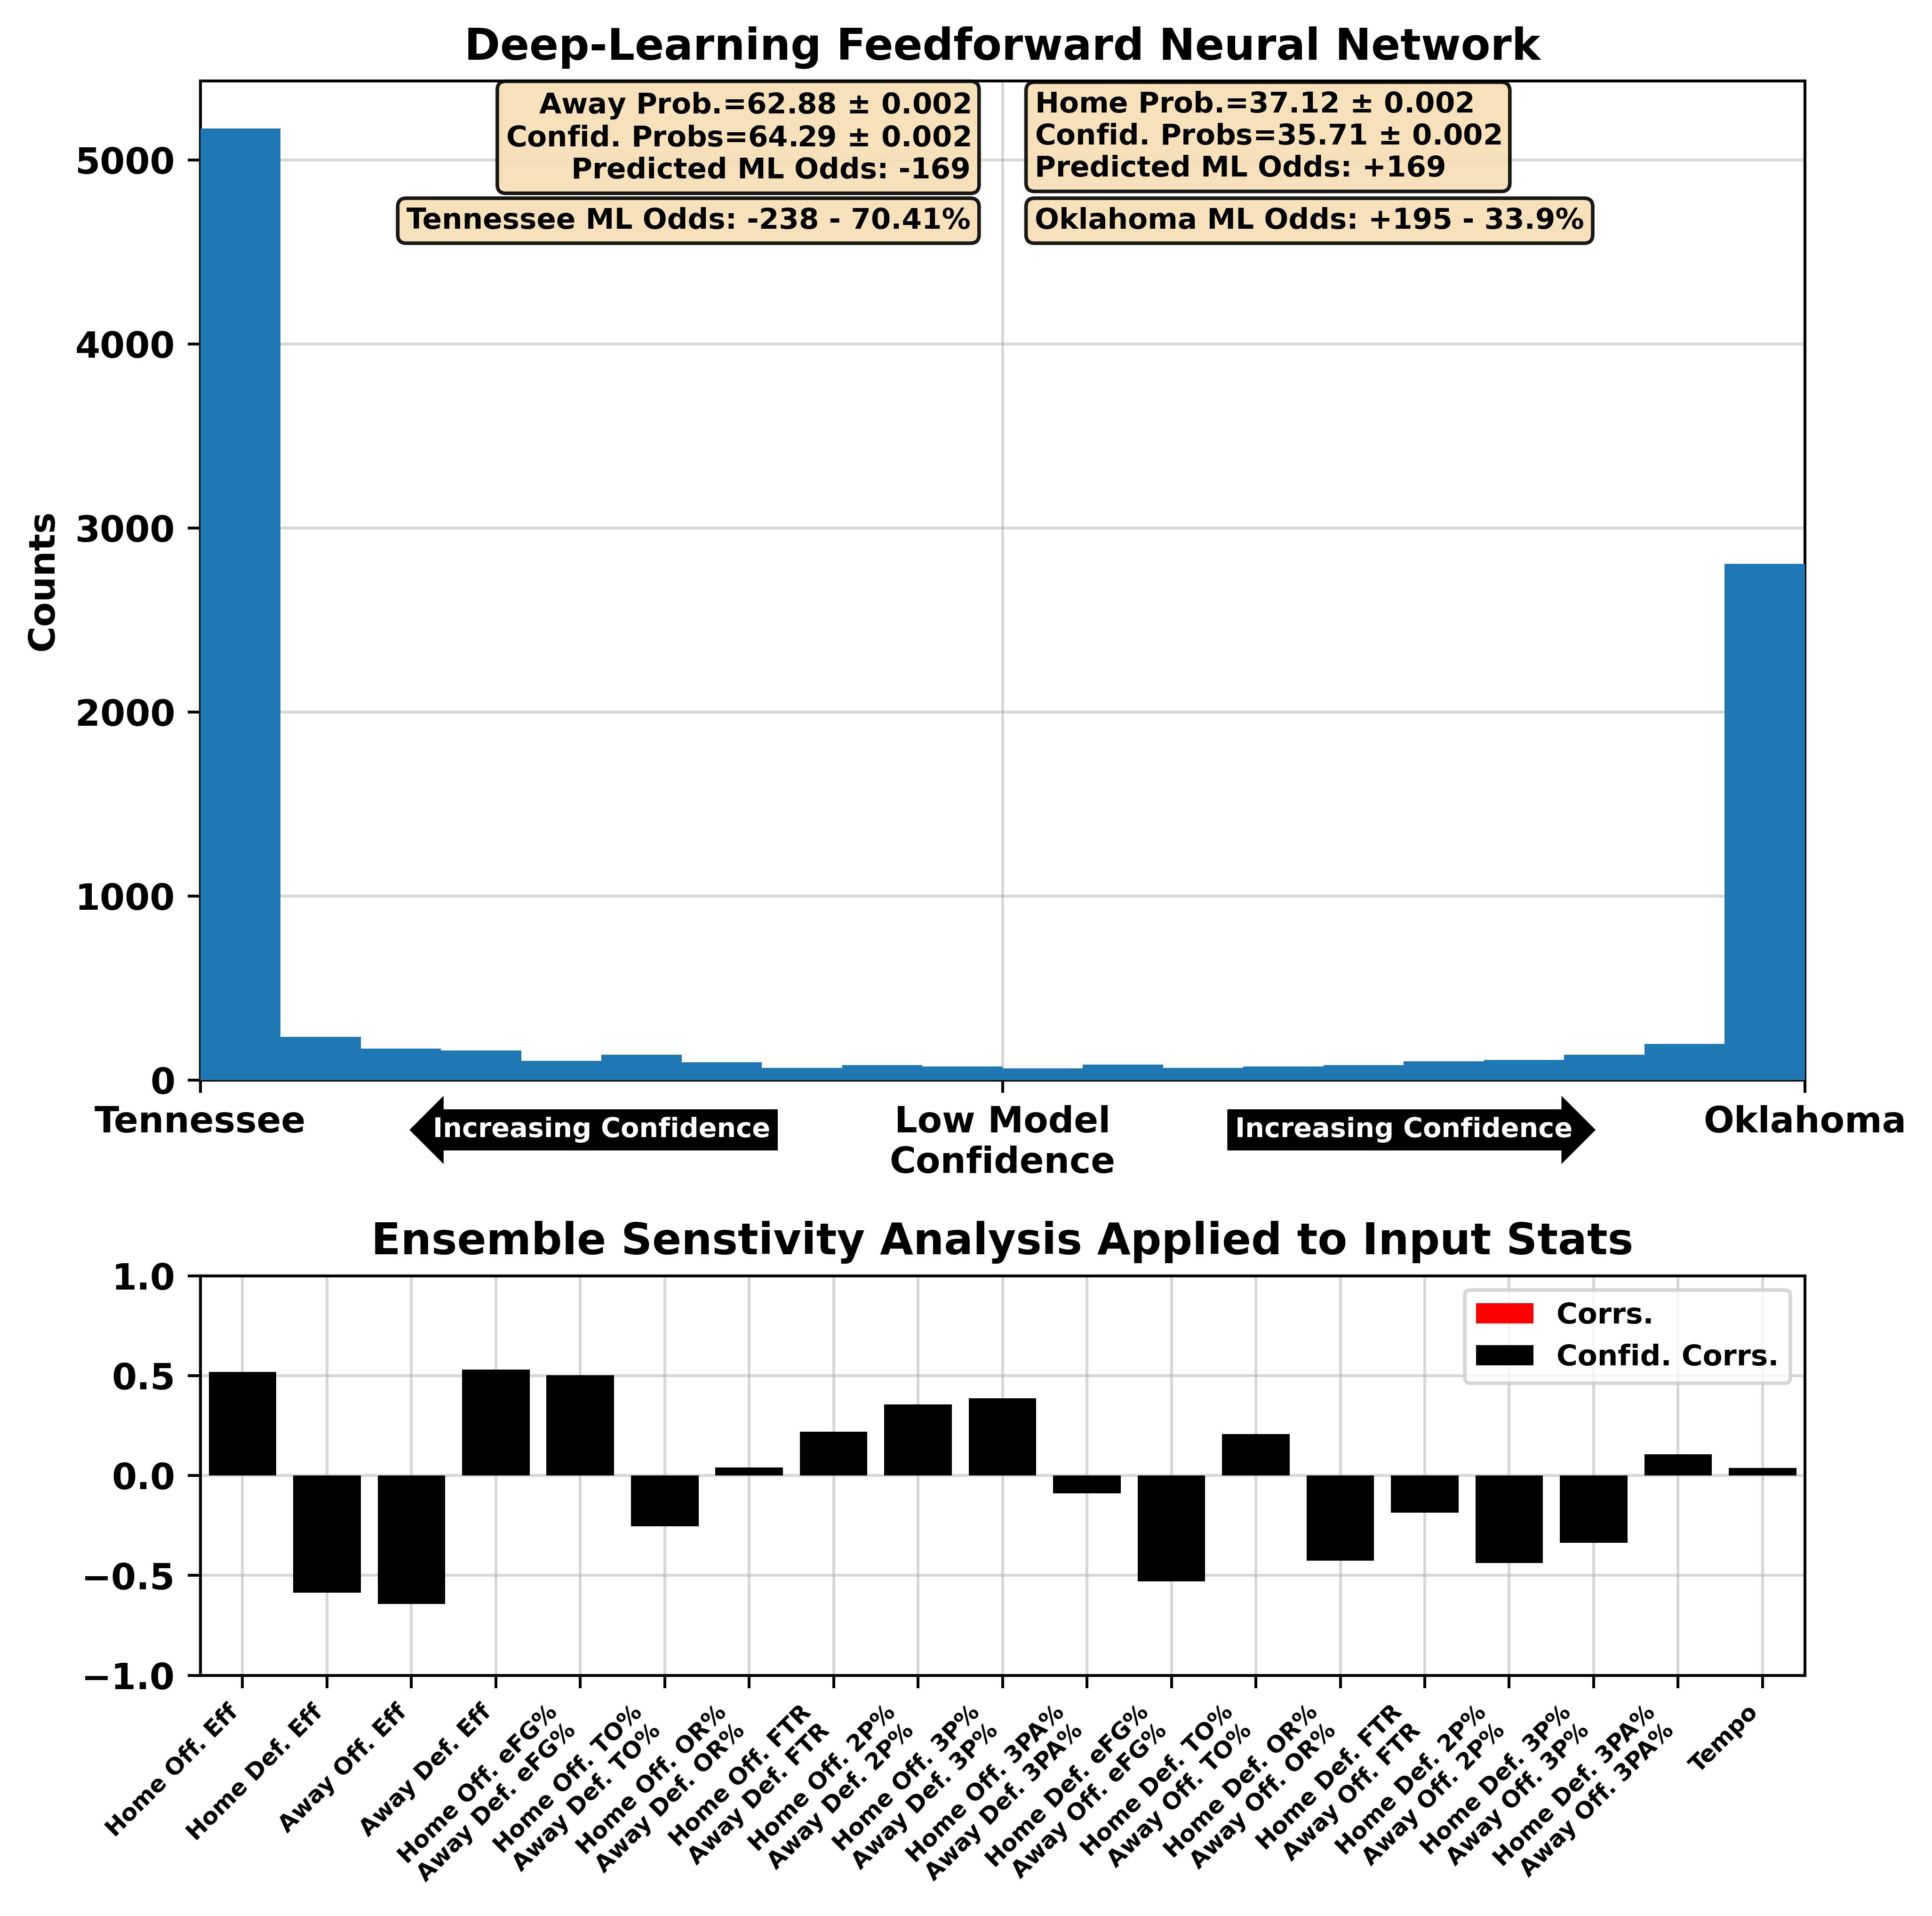 Deep-Learning Feedforward Neural Network
Away Prob.=62.88 ± 0.002
Confid. Probs=64.29 ± 0.002
Predicted ML Odds: -169
Home Prob.=37.12 ± 0.002
Confid. Probs=35.71 ± 0.002
Predicted ML Odds: +169
Tennessee ML Odds: -238 - 70.41%
Oklahoma ML Odds: +195 - 33.9%
Counts
5000
4000
3000
2000
1000
0
Tennessee
Increasing Confidence
Low Model
Confidence
Increasing Confidence
Oklahoma
Ensemble Senstivity Analysis Applied to Input Stats
1.0
0.5
0.0
−0.5
−1.0
Corrs.
Confid. Corrs.
Home Off. Eff
Home Def. Eff
Away Off. Eff
Away Def. Eff
Home Off. eFG%
Away Def. eFG%
Home Off. TO%
Away Def. TO%
Home Off. OR%
Away Def. OR%
Home Off. FTR
Away Def. FTR
Home Off. 2P%
Away Def. 2P%
Home Off. 3P%
Away Def. 3P%
Home Off. 3PA%
Away Def. 3PA%
Home Def. eFG%
Away Off. eFG%
Home Def. TO%
Away Off. TO%
Home Def. OR%
Away Off. OR%
Home Def. FTR
Away Off. FTR
Home Def. 2P%
Away Off. 2P%
Home Def. 3P%
Away Off. 3P%
Home Def. 3PA%
Away Off. 3PA%
Tempo